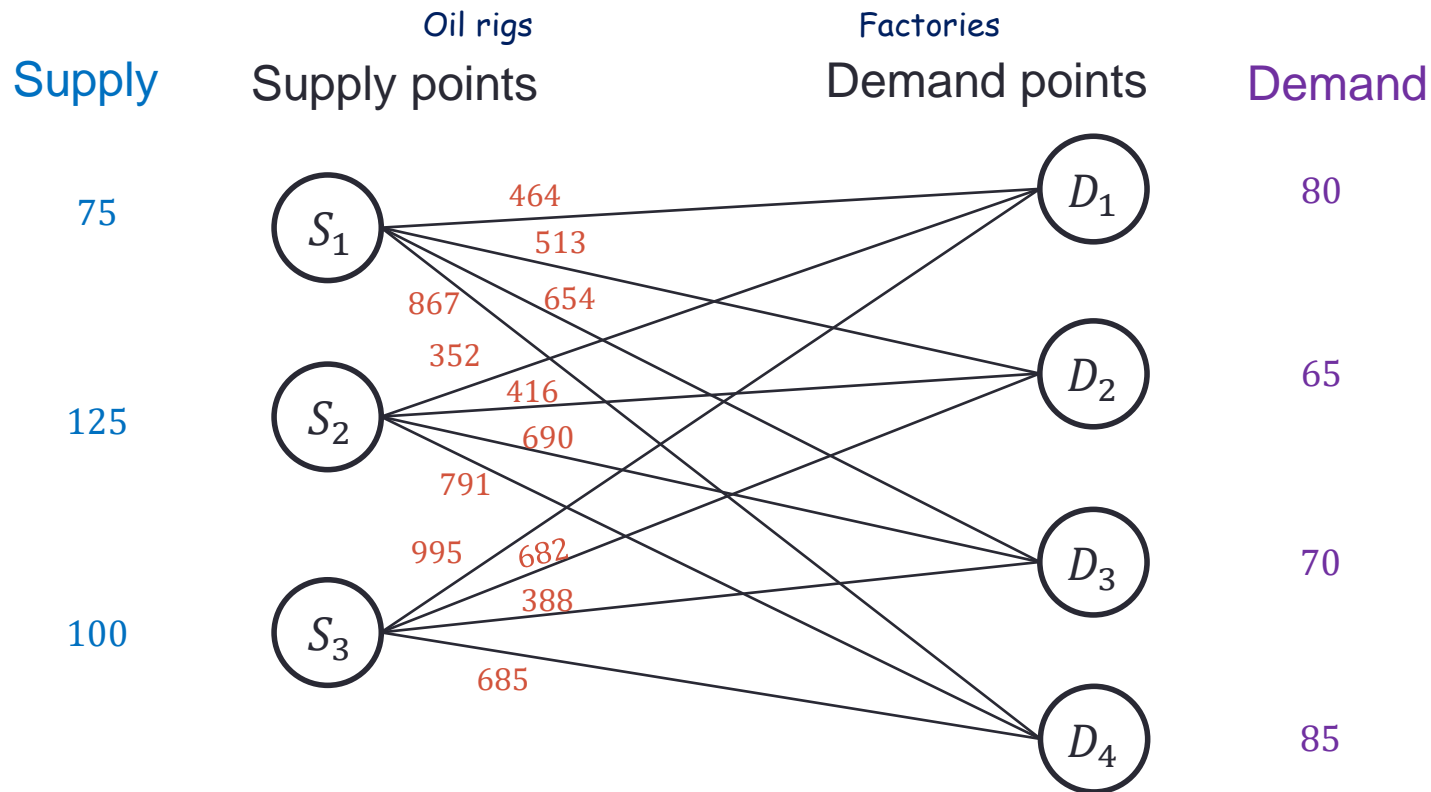 Oil rigs Factories
Supply Supply points Demand points Demand
75 S₁ 464 D₁ 80
513
867 654
352
125 S₂ 416 D₂ 65
690
791
995 682 D₃ 70
388
100 S₃
685
D₄ 85